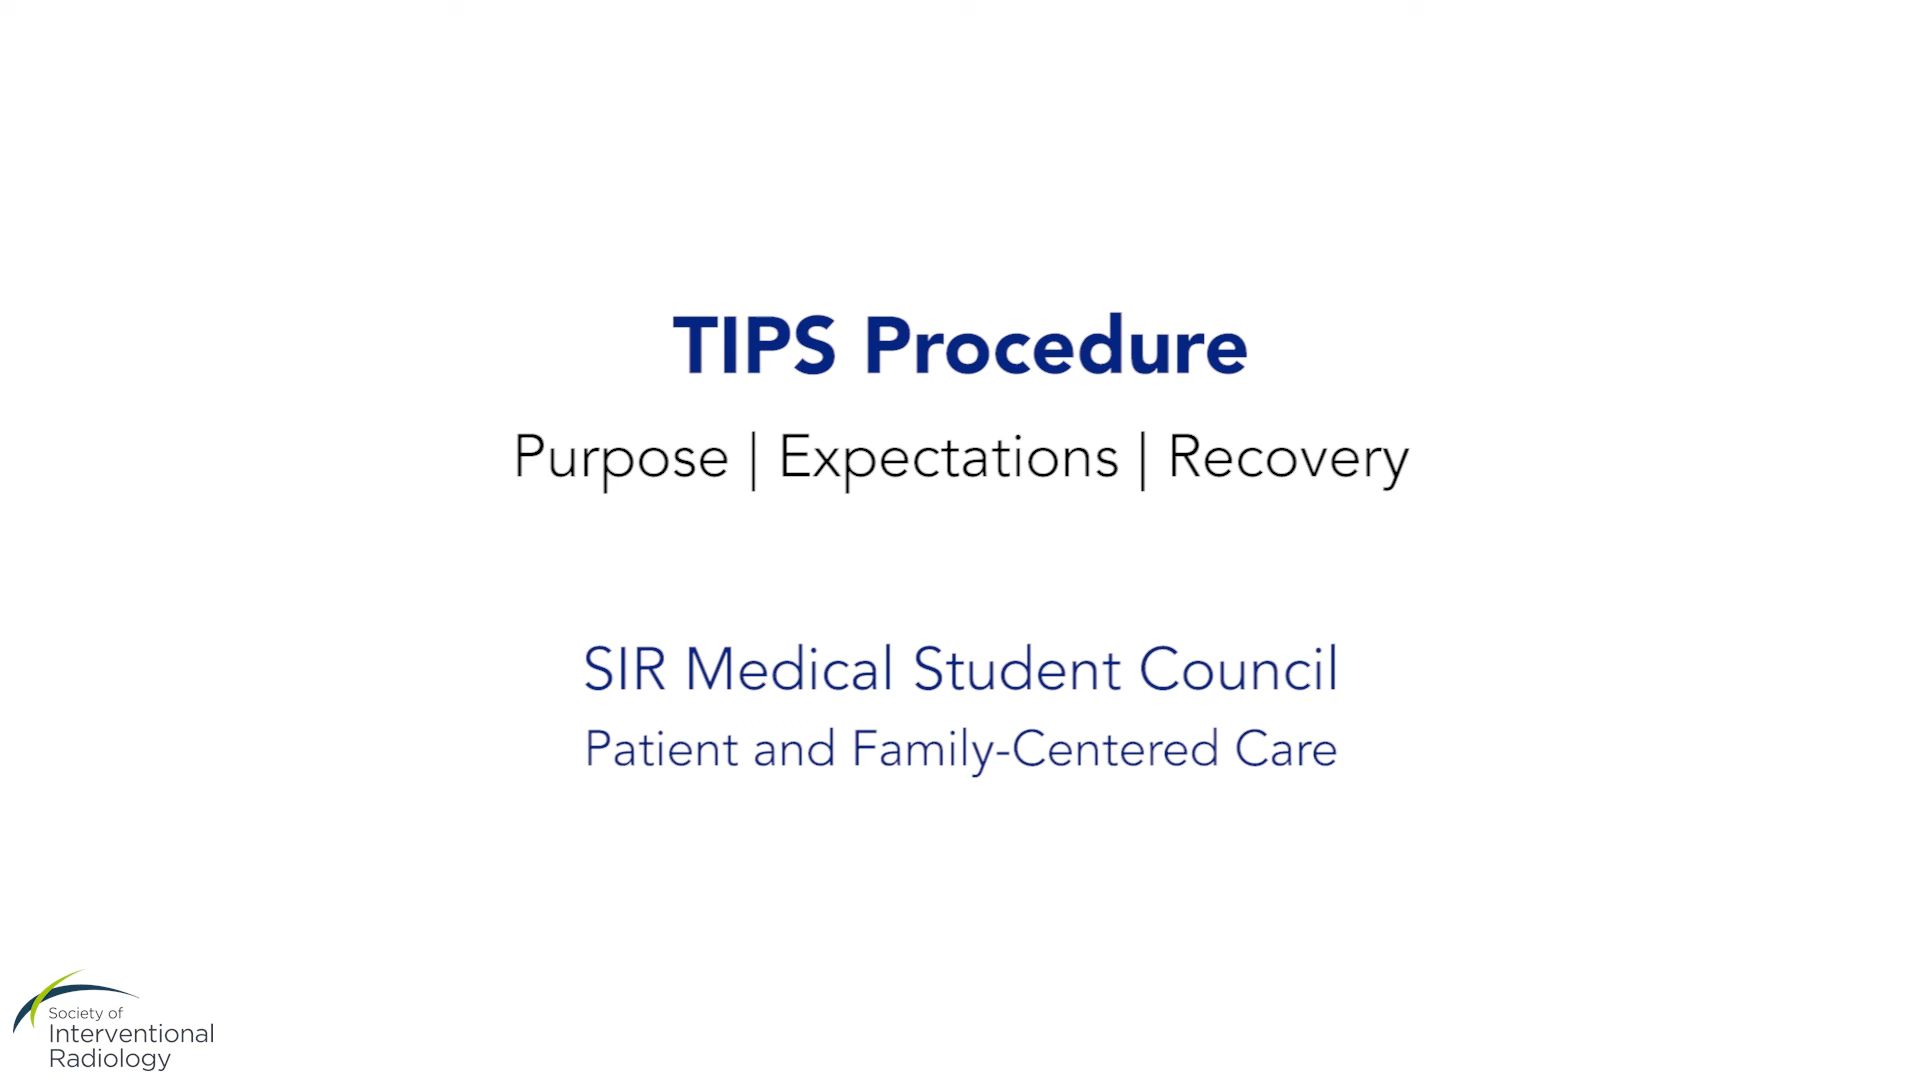 TIPS Procedure
Purpose | Expectations | Recovery
SIR Medical Student Council
Patient and Family-Centered Care
Society of
Interventional
Radiology